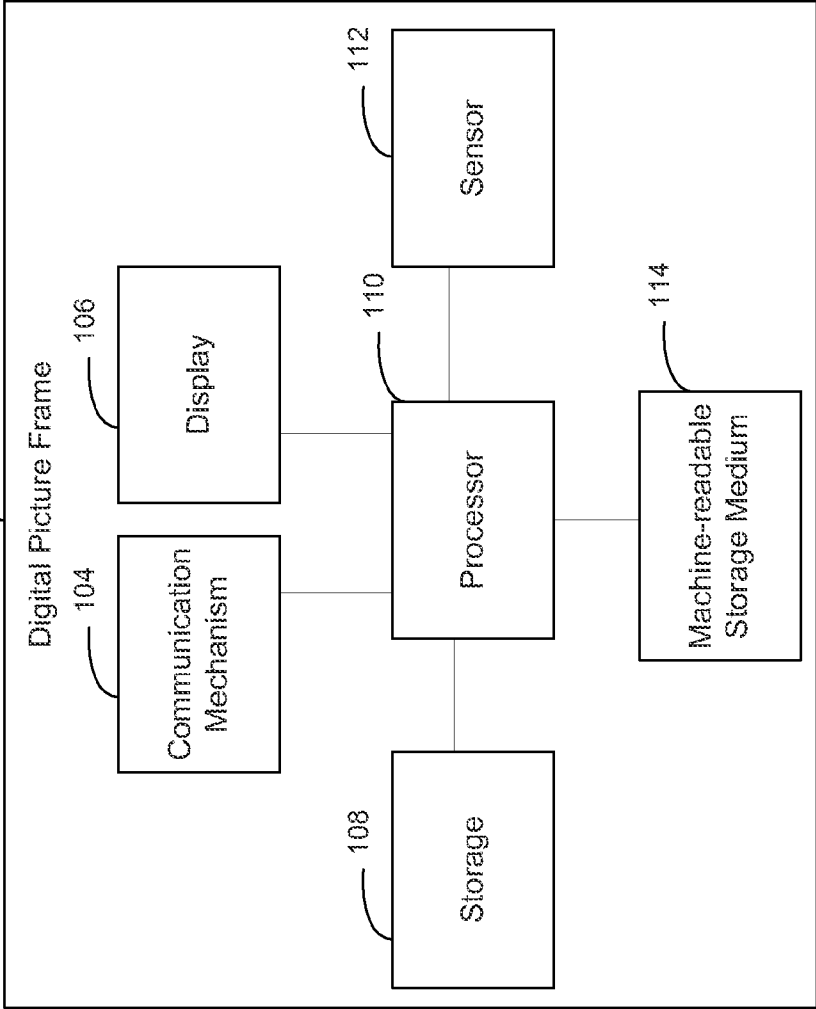 Digital Picture Frame
104
106
Communication
Mechanism
Display
108
110
112
Storage
Processor
Sensor
114
Machine-readable
Storage Medium